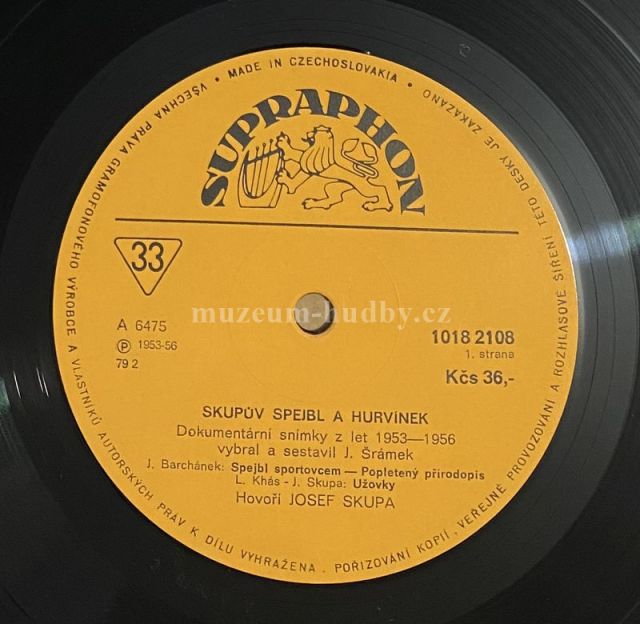 VŠECHNA PRÁVA GRAMOFONOVÉHO VÝROBCE A VLASTNÍKŮ AUTORSKÝCH PRÁV K DÍLU VYHRAŽENA. POŘIZOVÁNÍ KOPIÍ, VEŘEJNÉ PROVOZOVÁNÍ A ROZHLASOVÉ ŠÍŘENÍ TÉTO DESKY JE ZAKÁZÁNO
• MADE IN CZECHOSLOVAKIA •
SUPRAPHON
33
muzeum-hudby.cz
A 6475
Ⓟ 1953-56
79 2
1018 2108
1. strana
Kčs 36,-
SKUPŮV SPEJBL A HURVÍNEK
Dokumentární snímky z let 1953—1956
vybral a sestavil J. Šrámek
J. Barchánek: Spejbl sportovcem — Popletený přírodopis
L. Khás - J. Skupa: Užovky
Hovoří JOSEF SKUPA